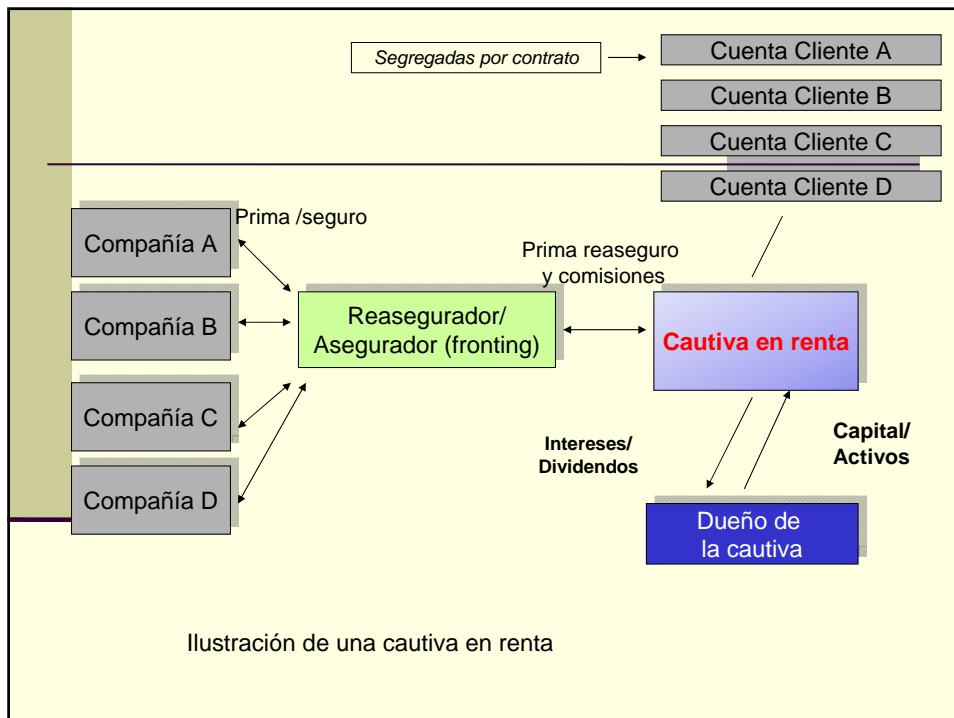 Segregadas por contrato
Cuenta Cliente A
Cuenta Cliente B
Cuenta Cliente C
Cuenta Cliente D
Prima /seguro
Compañía A
Compañía B
Compañía C
Compañía D
Reasegurador/
Asegurador (fronting)
Prima reaseguro
y comisiones
Cautiva en renta
Intereses/
Dividendos
Capital/
Activos
Dueño de
la cautiva
Ilustración de una cautiva en renta